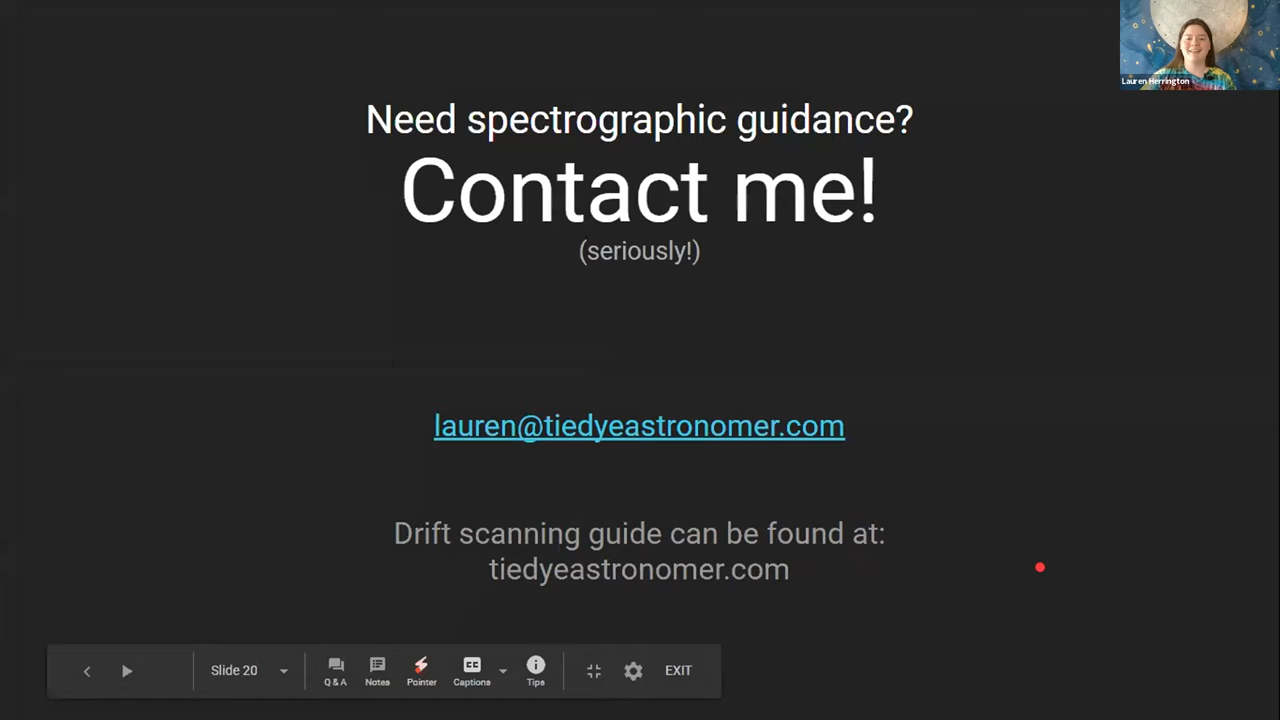 Lauren Herrington
Need spectrographic guidance?
Contact me!
(seriously!)
lauren@tiedyeastronomer.com
Drift scanning guide can be found at:
tiedyeastronomer.com
Slide 20
Q & A
Notes
Pointer
CC
Captions
Tips
EXIT